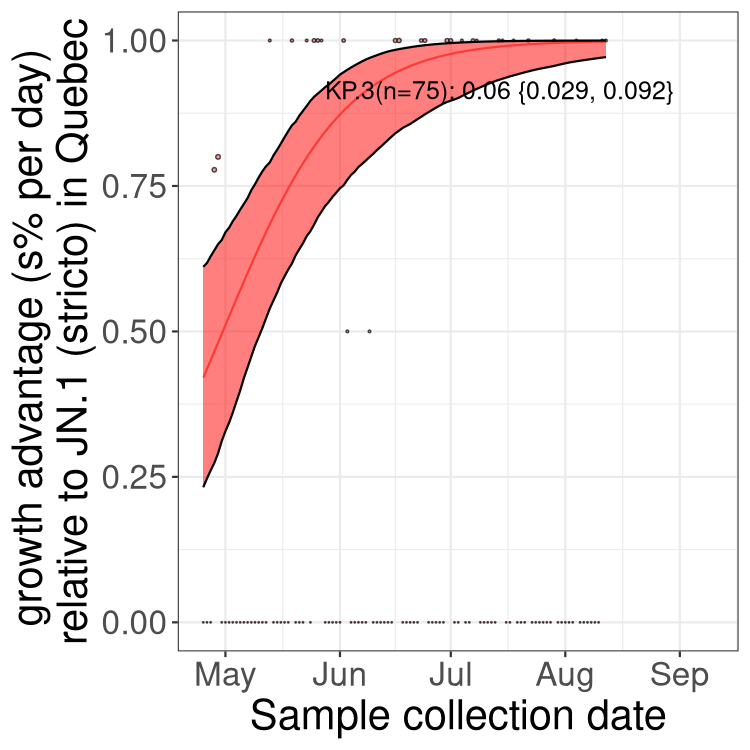 growth advantage (s% per day)
relative to JN.1 (stricto) in Quebec
1.00
0.75
0.50
0.25
0.00
KP.3(n=75): 0.06 {0.029, 0.092}
May Jun Jul Aug Sep
Sample collection date